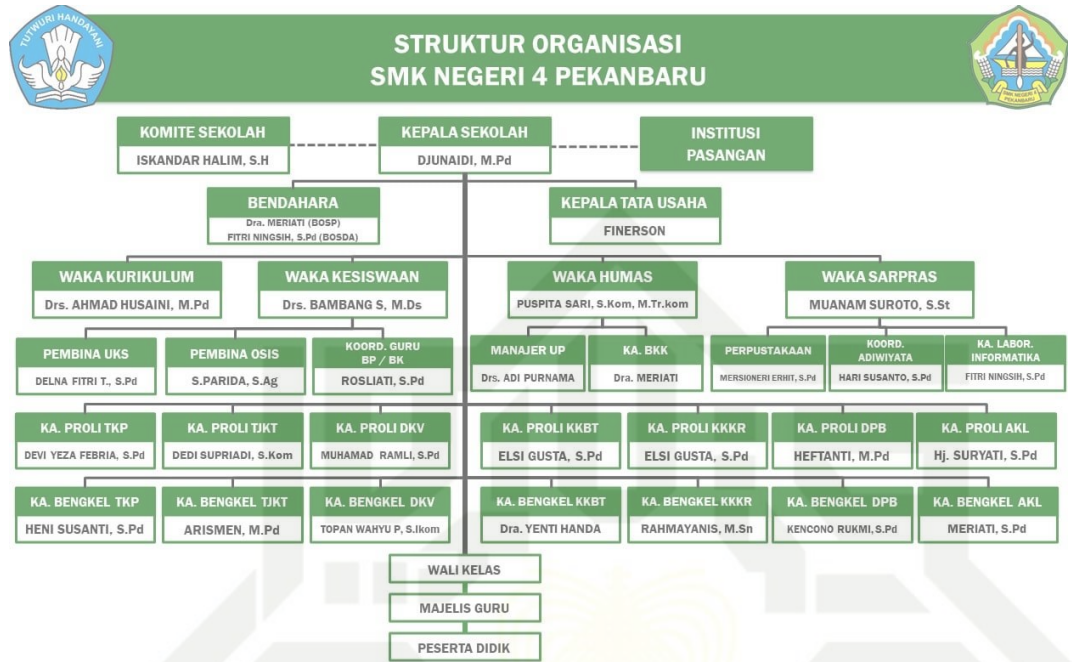 TUTWURI HANDAYANI
STRUKTUR ORGANISASI
SMK NEGERI 4 PEKANBARU
SMK NEGERI 4
PEKANBARU
KOMITE SEKOLAH
ISKANDAR HALIM, S.H
KEPALA SEKOLAH
DJUNAIDI, M.Pd
INSTITUSI
PASANGAN
BENDAHARA
Dra. MERIATI (BOSP)
FITRI NINGSIH, S.Pd (BOSDA)
KEPALA TATA USAHA
FINERSON
WAKA KURIKULUM
Drs. AHMAD HUSAINI, M.Pd
WAKA KESISWAAN
Drs. BAMBANG S, M.Ds
WAKA HUMAS
PUSPITA SARI, S.Kom, M.Tr.kom
WAKA SARPRAS
MUANAM SUROTO, S.St
PEMBINA UKS
DELNA FITRI T., S.Pd
PEMBINA OSIS
S.PARIDA, S.Ag
KOORD. GURU
BP / BK
ROSLIATI, S.Pd
MANAJER UP
Drs. ADI PURNAMA
KA. BKK
Dra. MERIATI
PERPUSTAKAAN
MERSIONERI ERHIT, S.Pd
KOORD.
ADIWIYATA
HARI SUSANTO, S.Pd
KA. LABOR.
INFORMATIKA
FITRI NINGSIH, S.Pd
KA. PROLI TKP
DEVI YEZA FEBRIA, S.Pd
KA. PROLI TJKT
DEDI SUPRIADI, S.Kom
KA. PROLI DKV
MUHAMAD RAMLI, S.Pd
KA. PROLI KKBT
ELSI GUSTA, S.Pd
KA. PROLI KKKR
ELSI GUSTA, S.Pd
KA. PROLI DPB
HEFTANTI, M.Pd
KA. PROLI AKL
Hj. SURYATI, S.Pd
KA. BENGKEL TKP
HENI SUSANTI, S.Pd
KA. BENGKEL TJKT
ARISMEN, M.Pd
KA. BENGKEL DKV
TOPAN WAHYU P, S.Ikom
KA. BENGKEL KKBT
Dra. YENTI HANDA
KA. BENGKEL KKKR
RAHMAYANIS, M.Sn
KA. BENGKEL DPB
KENCONO RUKMI, S.Pd
KA. BENGKEL AKL
MERIATI, S.Pd
WALI KELAS
MAJELIS GURU
PESERTA DIDIK